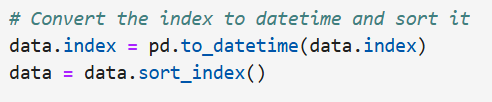 # Convert the index to datetime and sort it
data.index = pd.to_datetime(data.index)
data = data.sort_index()